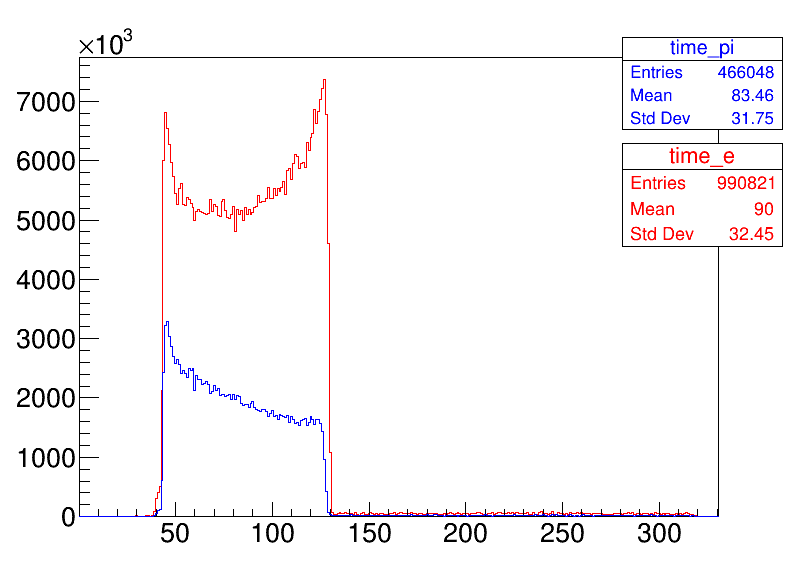 ×10³
7000
6000
5000
4000
3000
2000
1000
0
50 100 150 200 250 300
time_pi
Entries 466048
Mean 83.46
Std Dev 31.75
time_e
Entries 990821
Mean 90
Std Dev 32.45